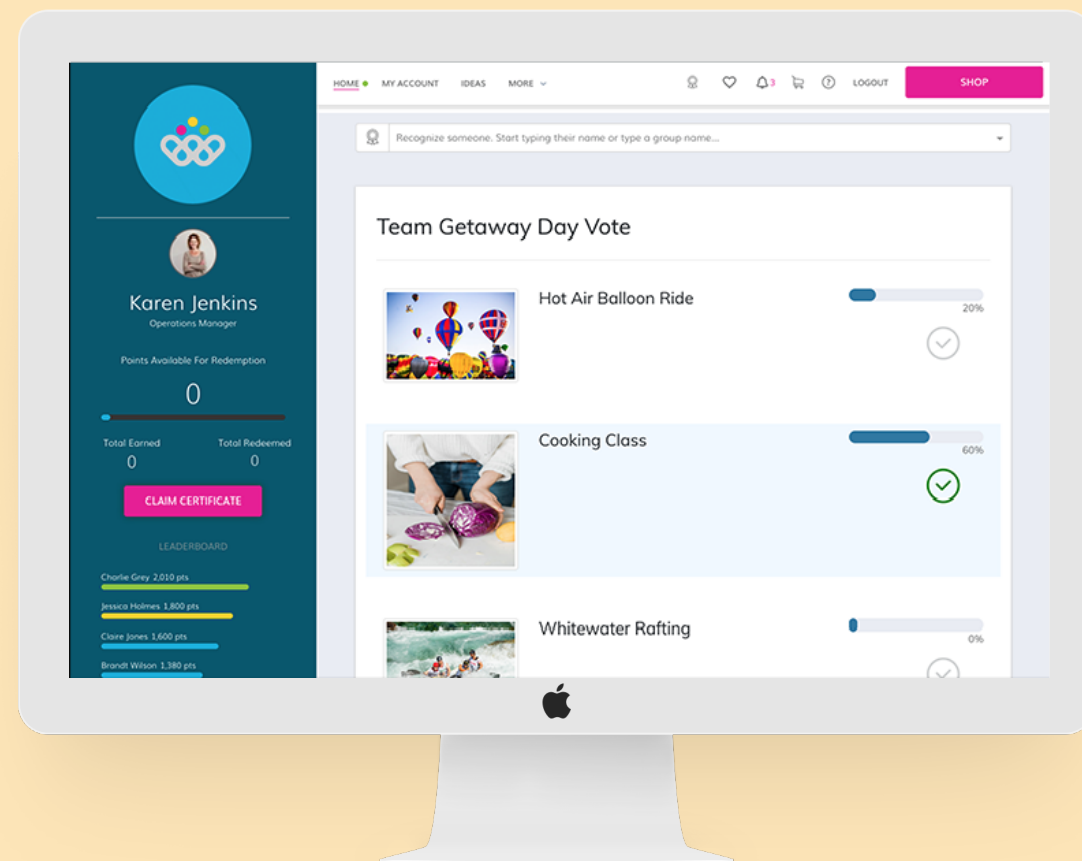 HOME
MY ACCOUNT
IDEAS
MORE
3
LOGOUT
SHOP
Recognize someone. Start typing their name or type a group name...
Karen Jenkins
Operations Manager
Points Available For Redemption
0
Total Earned
Total Redeemed
0
0
CLAIM CERTIFICATE
LEADERBOARD
Charlie Grey 2,010 pts
Jessica Holmes 1,800 pts
Claire Jones 1,600 pts
Brandt Wilson 1,380 pts
Team Getaway Day Vote
Hot Air Balloon Ride
20%
Cooking Class
60%
Whitewater Rafting
0%